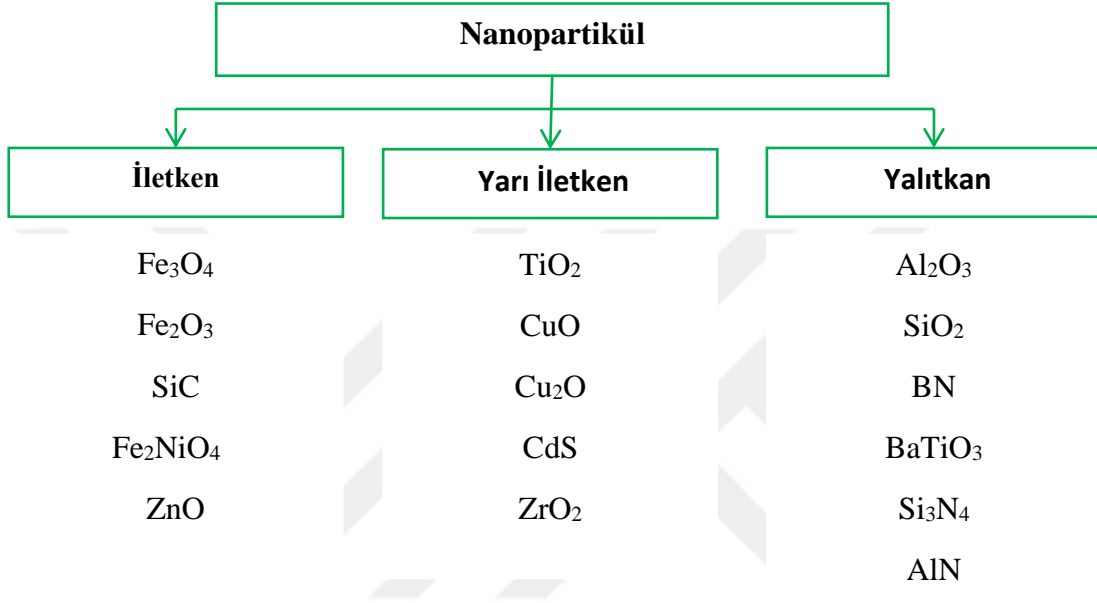 Nanopartikül
İletken
Yarı İletken
Yalıtkan
Fe₃O₄
TiO₂
Al₂O₃
Fe₂O₃
CuO
SiO₂
SiC
Cu₂O
BN
Fe₂NiO₄
CdS
BaTiO₃
ZnO
ZrO₂
Si₃N₄
AlN